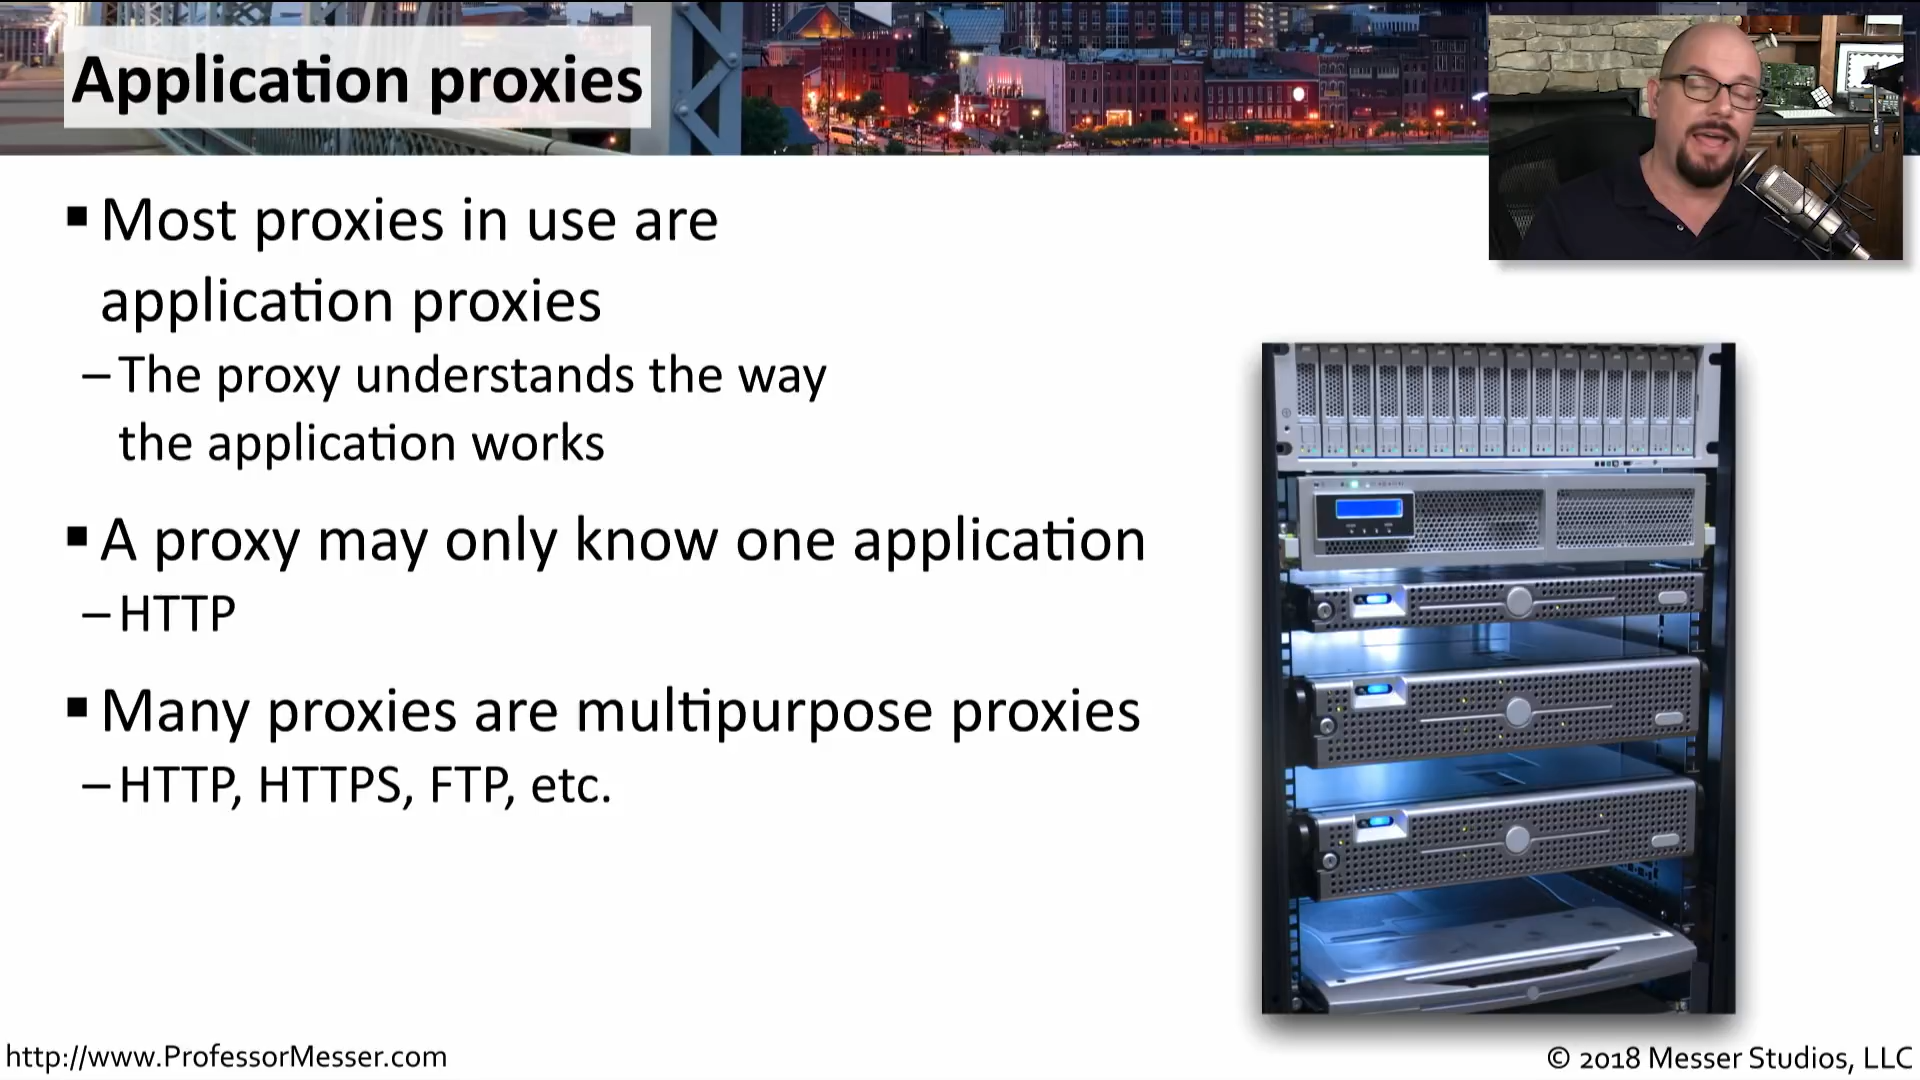 Application proxies
▪ Most proxies in use are
application proxies
– The proxy understands the way
the application works
▪ A proxy may only know one application
– HTTP
▪ Many proxies are multipurpose proxies
– HTTP, HTTPS, FTP, etc.
http://www.ProfessorMesser.com
© 2018 Messer Studios, LLC